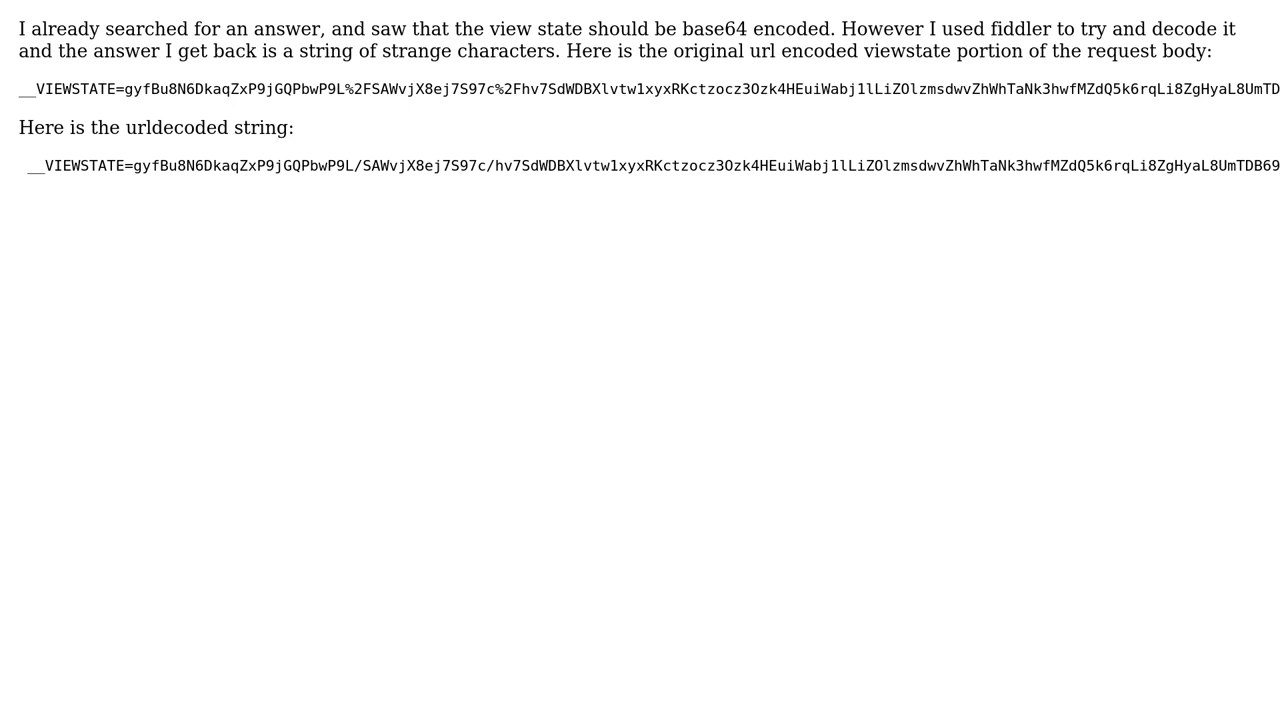 I already searched for an answer, and saw that the view state should be base64 encoded. However I used fiddler to try and decode it
and the answer I get back is a string of strange characters. Here is the original url encoded viewstate portion of the request body:
__VIEWSTATE=gyfBu8N6DkaqZxP9jGQPbwP9L%2FSAWvjX8ej7S97c%2Fhv7SdWDBXlvtw1xyxRKctzocz3Ozk4HEuiWabj1lLiZOlzmsdwvZhWhTaNk3hwfMZdQ5k6rqLi8ZgHyaL8UmTD
Here is the urldecoded string:
__VIEWSTATE=gyfBu8N6DkaqZxP9jGQPbwP9L/SAWvjX8ej7S97c/hv7SdWDBXlvtw1xyxRKctzocz3Ozk4HEuiWabj1lLiZOlzmsdwvZhWhTaNk3hwfMZdQ5k6rqLi8ZgHyaL8UmTDB69